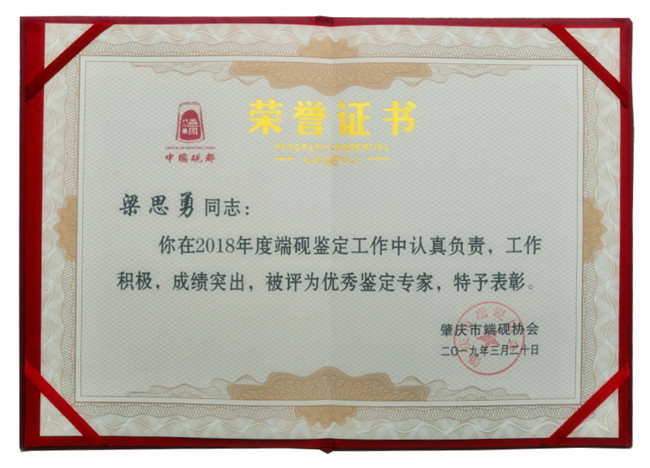 荣誉证书
HONORARY CREDENTIAL
中国砚都
梁思勇同志：
你在2018年度端砚鉴定工作中认真负责，工作
积极，成绩突出，被评为优秀鉴定专家，特予表彰。
肇庆市端砚协会
二〇一九年三月二十日